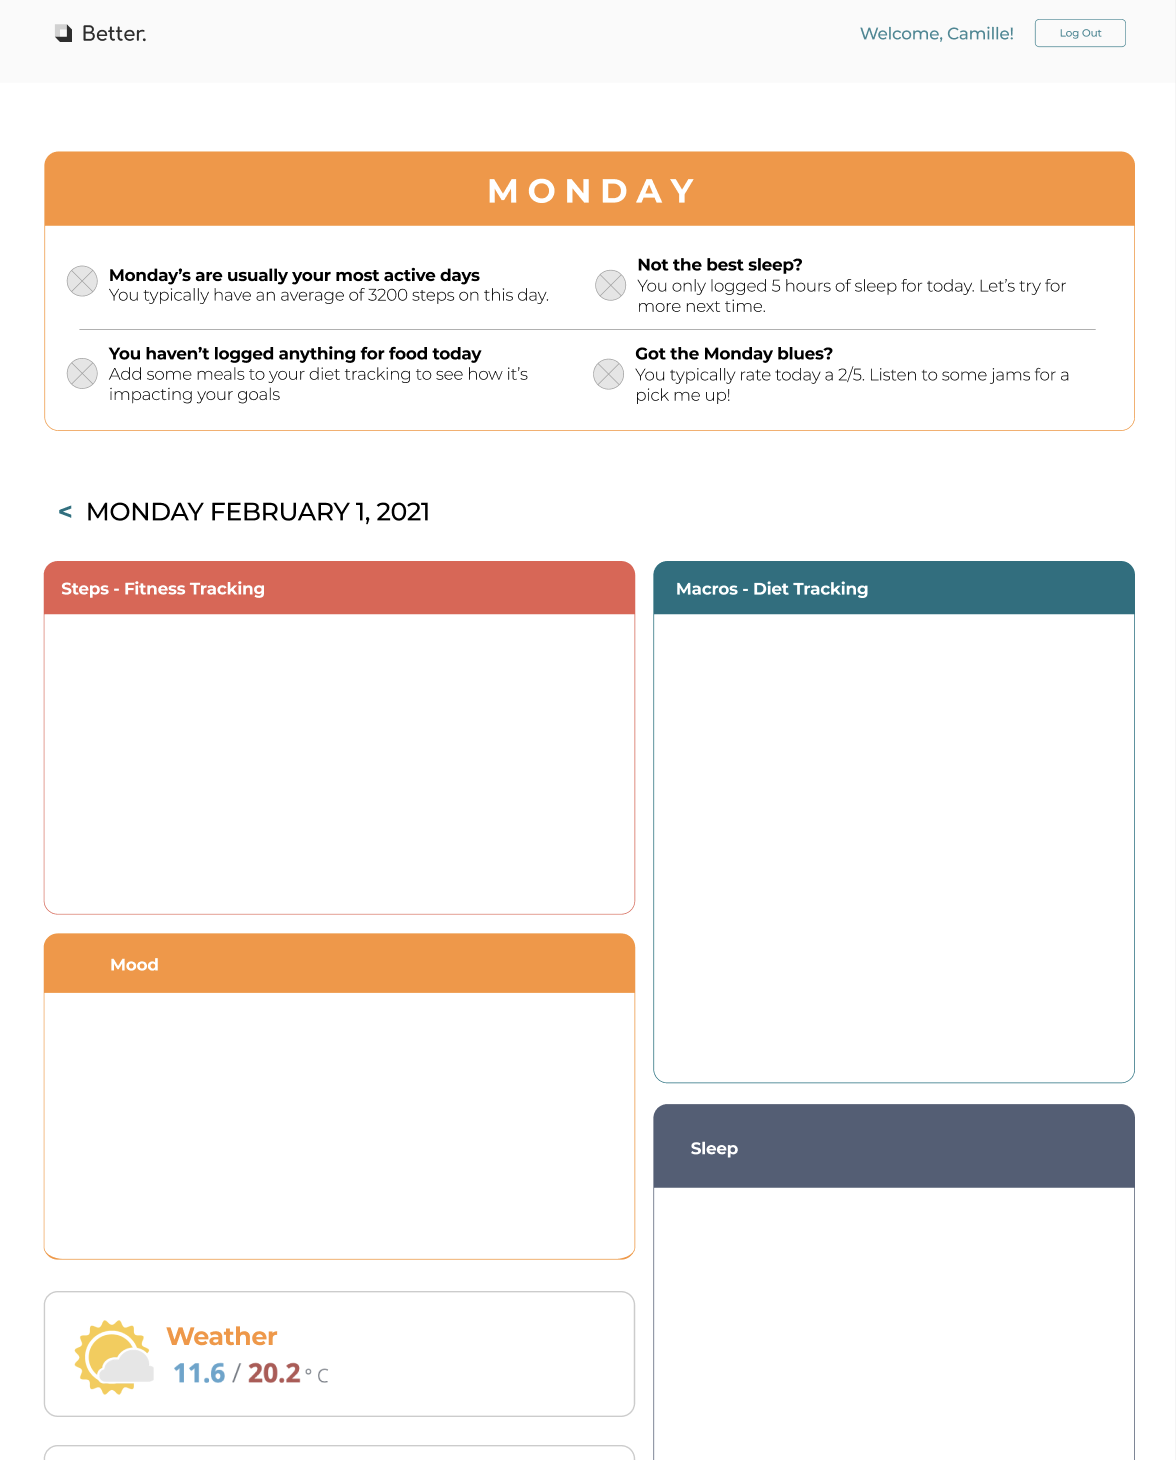 Better.
Welcome, Camille!
Log Out
MONDAY
Monday’s are usually your most active days
You typically have an average of 3200 steps on this day.
Not the best sleep?
You only logged 5 hours of sleep for today. Let’s try for
more next time.
You haven’t logged anything for food today
Add some meals to your diet tracking to see how it’s
impacting your goals
Got the Monday blues?
You typically rate today a 2/5. Listen to some jams for a
pick me up!
< MONDAY FEBRUARY 1, 2021
Steps - Fitness Tracking
Macros - Diet Tracking
Mood
Sleep
Weather
11.6 / 20.2 ° C